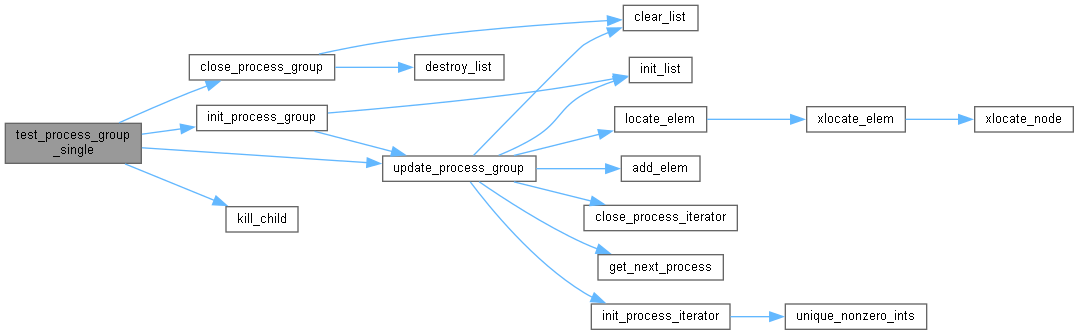 test_process_group
_single
close_process_group
init_process_group
kill_child
clear_list
destroy_list
init_list
update_process_group
locate_elem
xlocate_elem
xlocate_node
add_elem
close_process_iterator
get_next_process
init_process_iterator
unique_nonzero_ints